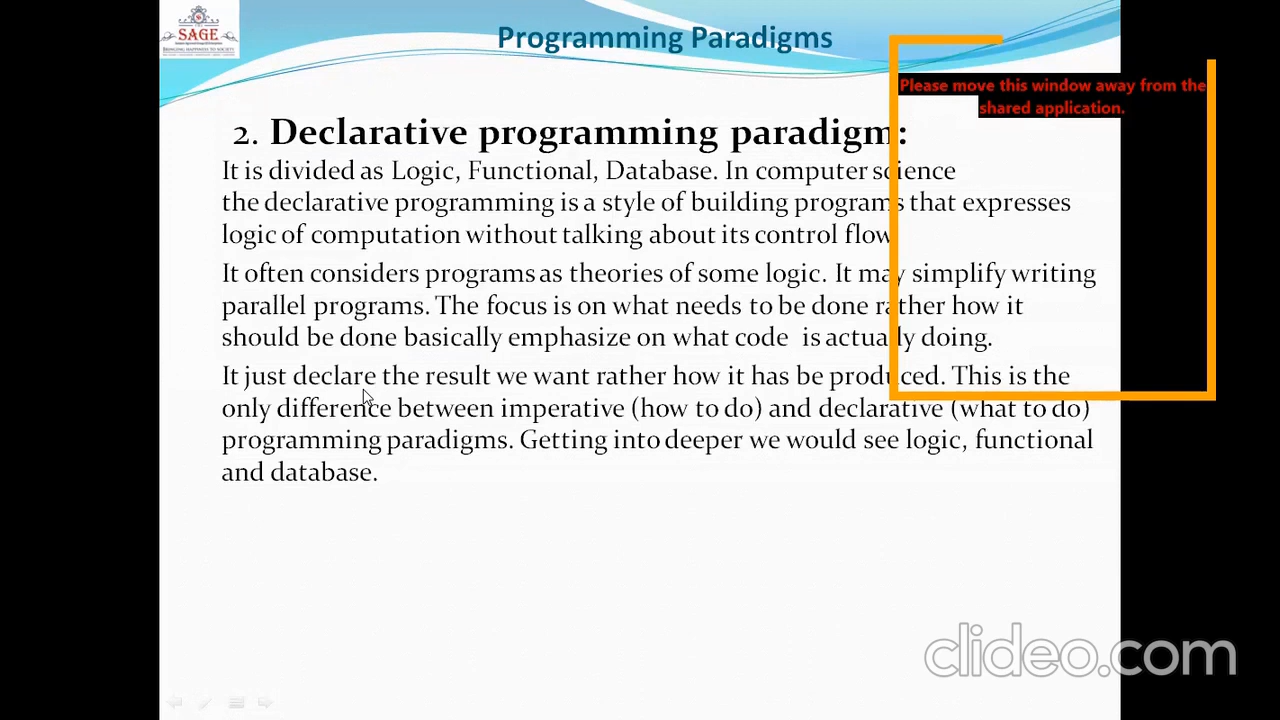 SAGE
Programming Paradigms
Please move this window away from the
shared application.
2. Declarative programming paradigm:
It is divided as Logic, Functional, Database. In computer science
the declarative programming is a style of building programs that expresses
logic of computation without talking about its control flow
It often considers programs as theories of some logic. It may simplify writing
parallel programs. The focus is on what needs to be done rather how it
should be done basically emphasize on what code is actually doing.
It just declare the result we want rather how it has be produced. This is the
only difference between imperative (how to do) and declarative (what to do)
programming paradigms. Getting into deeper we would see logic, functional
and database.
clideo.com